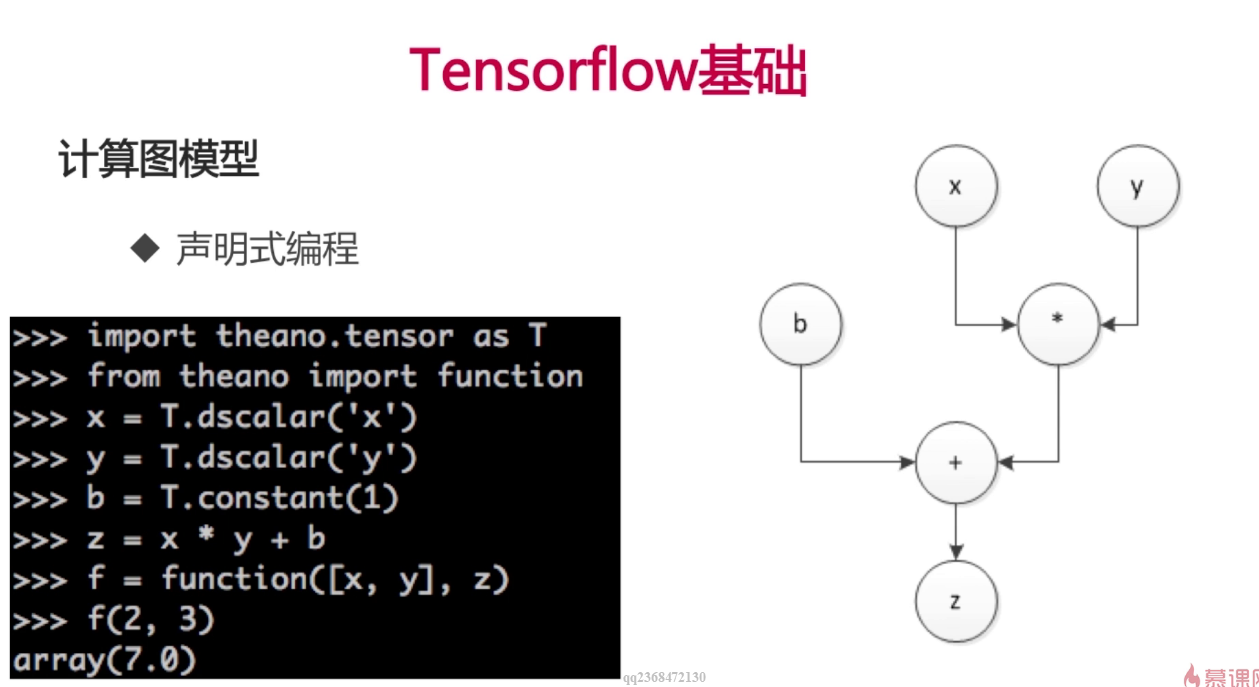 Tensorflow基础
计算图模型
◆ 声明式编程
>>> import theano.tensor as T
>>> from theano import function
>>> x = T.dscalar('x')
>>> y = T.dscalar('y')
>>> b = T.constant(1)
>>> z = x * y + b
>>> f = function([x, y], z)
>>> f(2, 3)
array(7.0)
x
y
b
*
+
z
qq2368472130
慕课